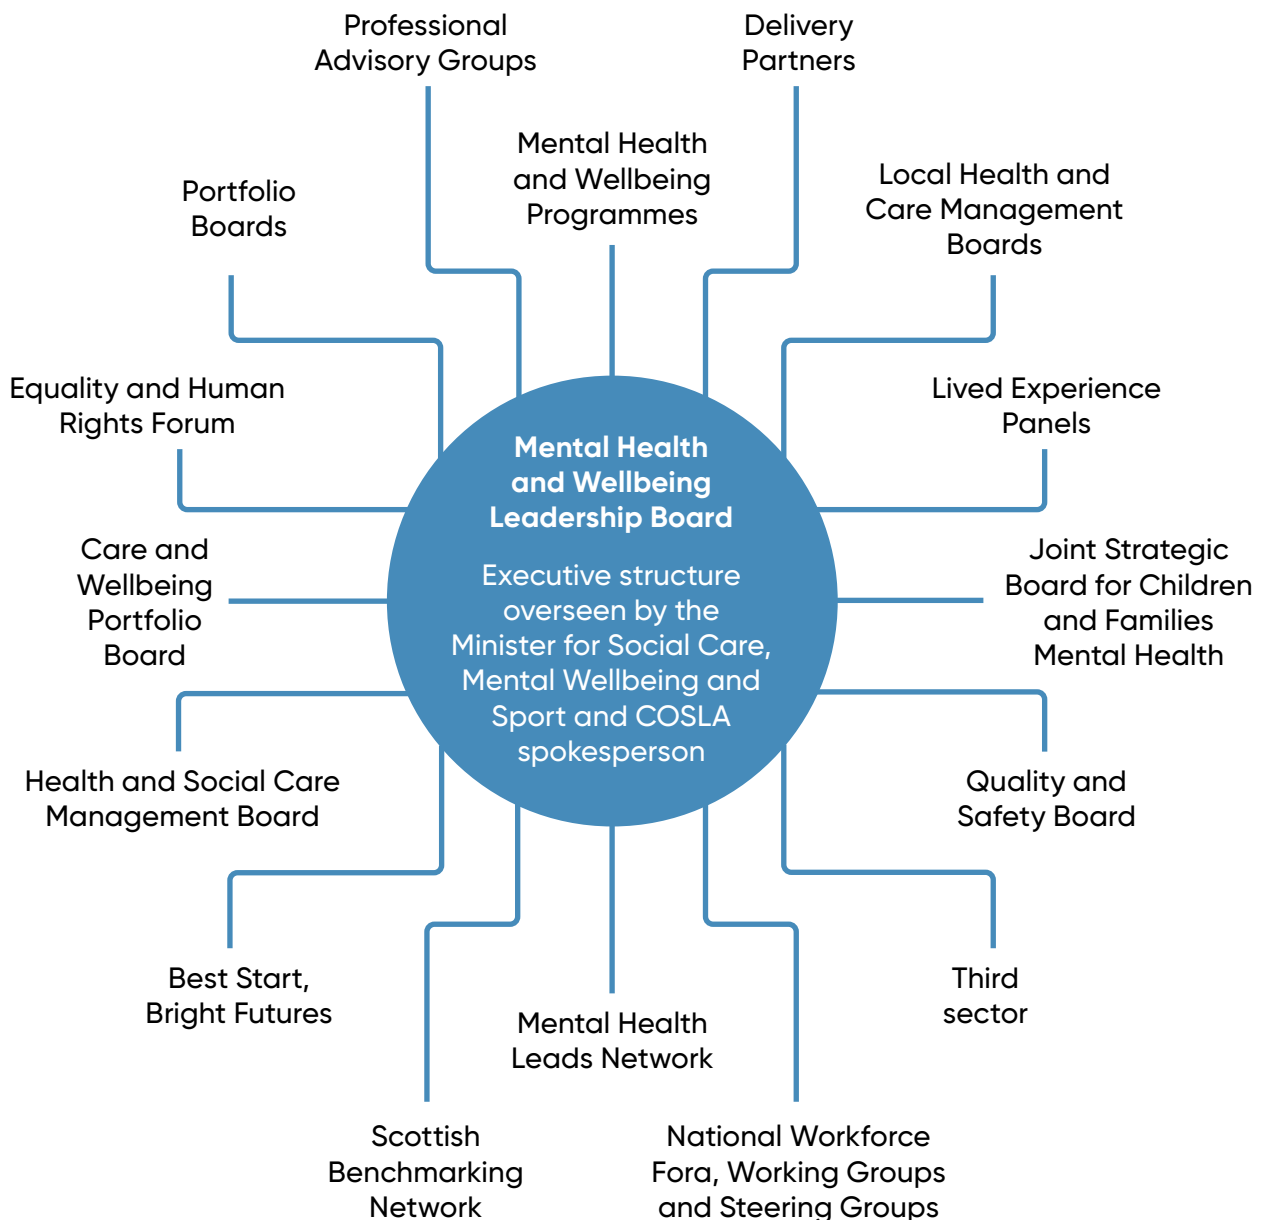 Professional
Advisory Groups
Delivery
Partners
Mental Health
and Wellbeing
Programmes
Local Health and
Care Management
Boards
Portfolio
Boards
Equality and Human
Rights Forum
Lived Experience
Panels
Mental Health
and Wellbeing
Leadership Board
Executive structure
overseen by the
Minister for Social Care,
Mental Wellbeing and
Sport and COSLA
spokesperson
Care and
Wellbeing
Portfolio
Board
Joint Strategic
Board for Children
and Families
Mental Health
Health and Social Care
Management Board
Quality and
Safety Board
Best Start,
Bright Futures
Third
sector
Mental Health
Leads Network
Scottish
Benchmarking
Network
National Workforce
Fora, Working Groups
and Steering Groups